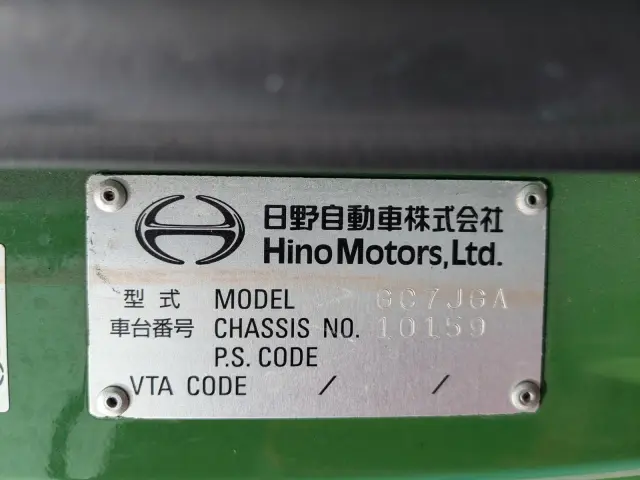 日野自動車株式会社
Hino Motors, Ltd.
型式 MODEL GC7JGA
車台番号 CHASSIS NO. 10159
P.S. CODE
VTA CODE / /